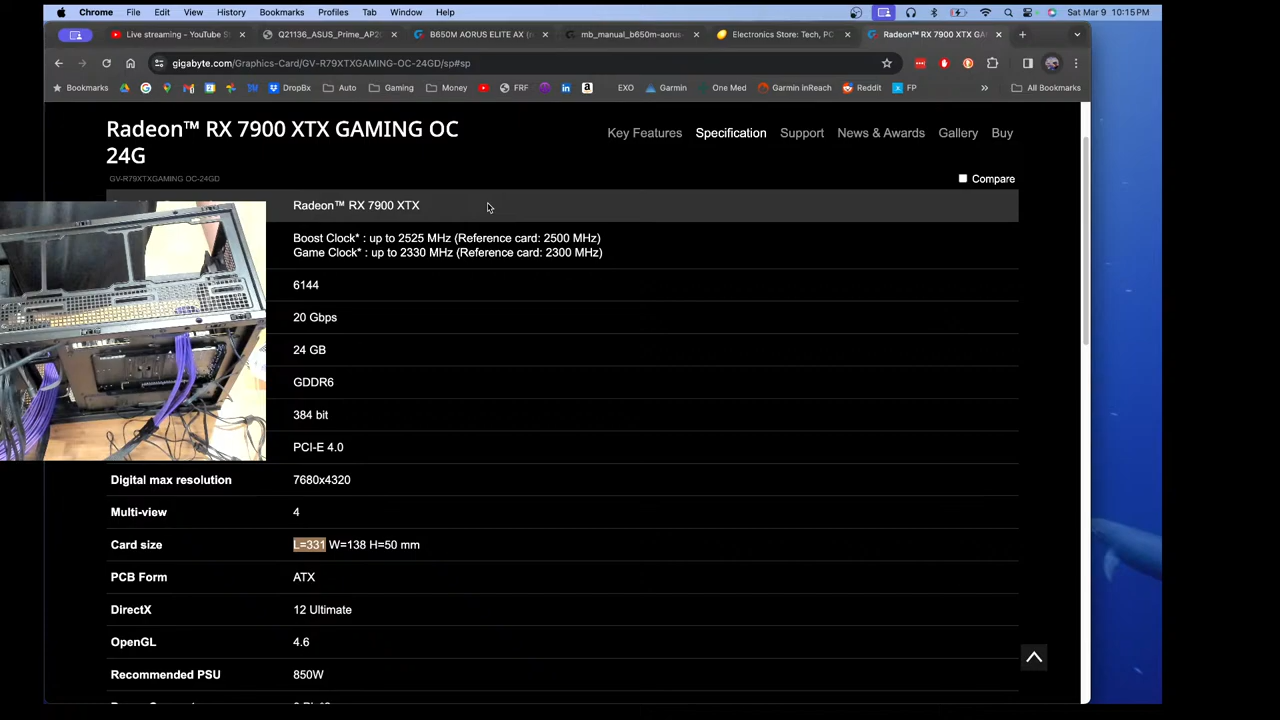 Chrome File Edit View History Bookmarks Profiles Tab Window Help Sat Mar 9 10:15 PM
Live streaming - YouTube S Q21136_ASUS_Prime_AP20 B650M AORUS ELITE AX (r mb_manual_b650m-aorus- Electronics Store: Tech, PC Radeon™ RX 7900 XTX GA
gigabyte.com/Graphics-Card/GV-R79XTXGAMING-OC-24GD/sp#sp
Bookmarks DropBx Auto Gaming Money FRF EXO Garmin One Med Garmin inReach Reddit FP All Bookmarks
Radeon™ RX 7900 XTX GAMING OC
24G
Key Features Specification Support News & Awards Gallery Buy
GV-R79XTXGAMING OC-24GD
Compare
Radeon™ RX 7900 XTX
Boost Clock* : up to 2525 MHz (Reference card: 2500 MHz)
Game Clock* : up to 2330 MHz (Reference card: 2300 MHz)
6144
20 Gbps
24 GB
GDDR6
384 bit
PCI-E 4.0
Digital max resolution 7680x4320
Multi-view 4
Card size L=331 W=138 H=50 mm
PCB Form ATX
DirectX 12 Ultimate
OpenGL 4.6
Recommended PSU 850W